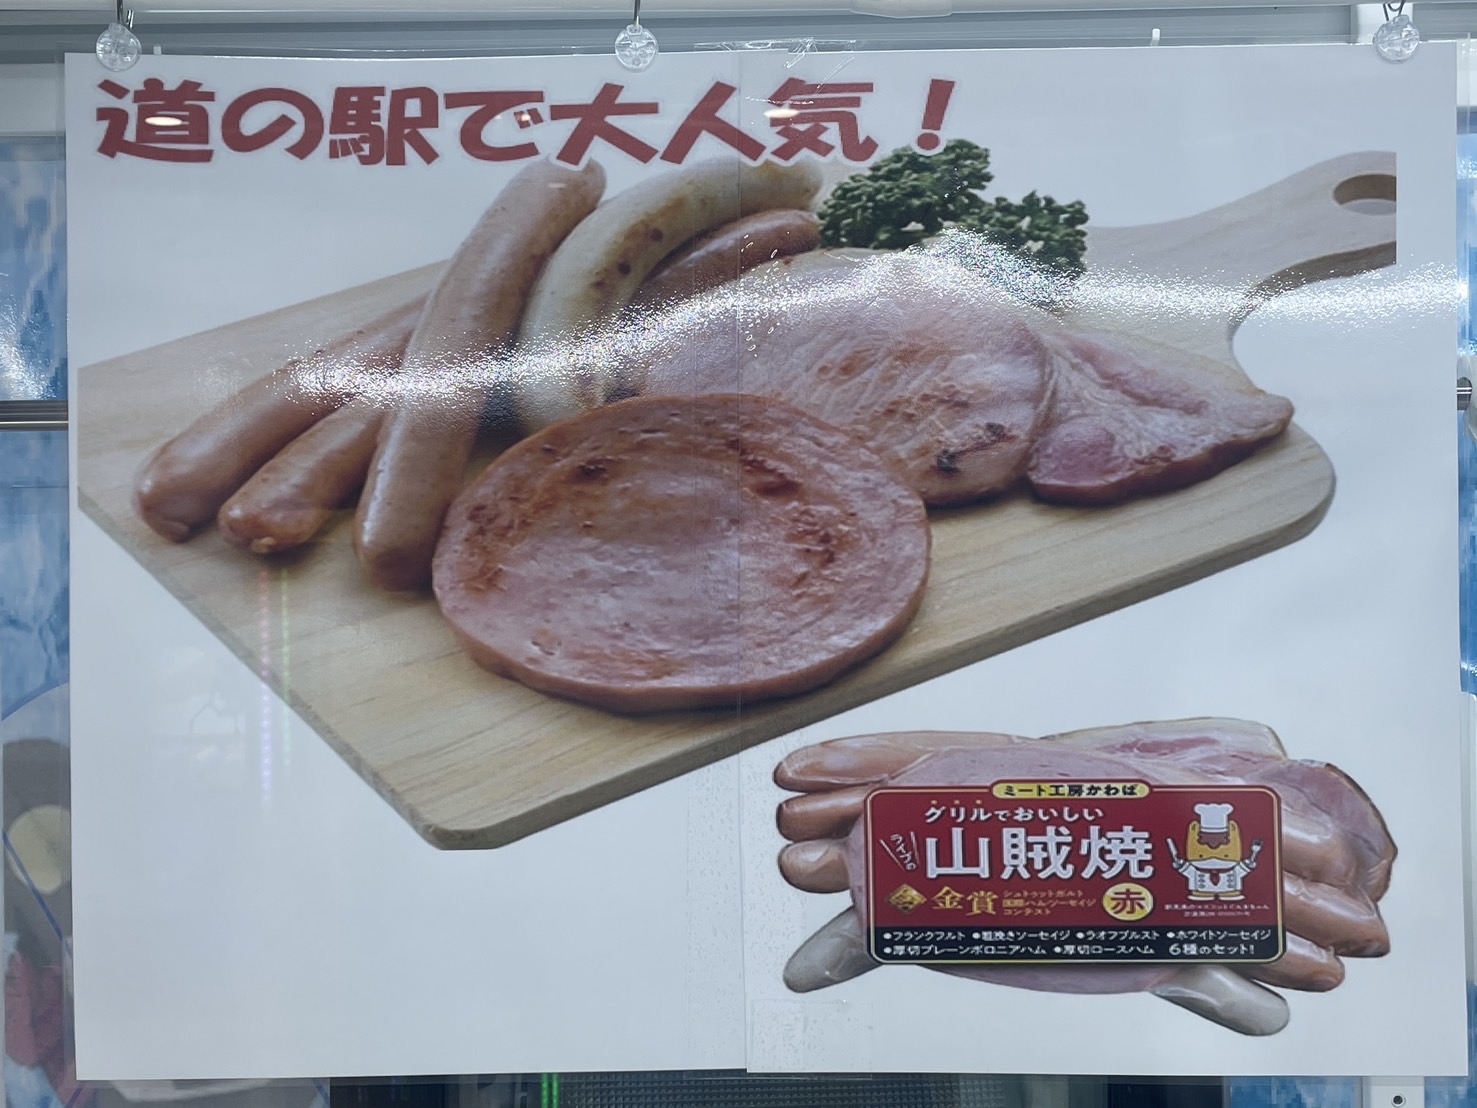 道の駅で大人気！
ミート工房かわば
グリルでおいしい
山賊焼
金賞
シュトゥットガルト
国際ハム・ソーセイジ
コンテスト
赤
●フランクフルト ●粗挽きソーセイジ ●ラオフブルスト ●ホワイトソーセイジ
●厚切プレーンボロニアハム ●厚切ロースハム 6種のセット!